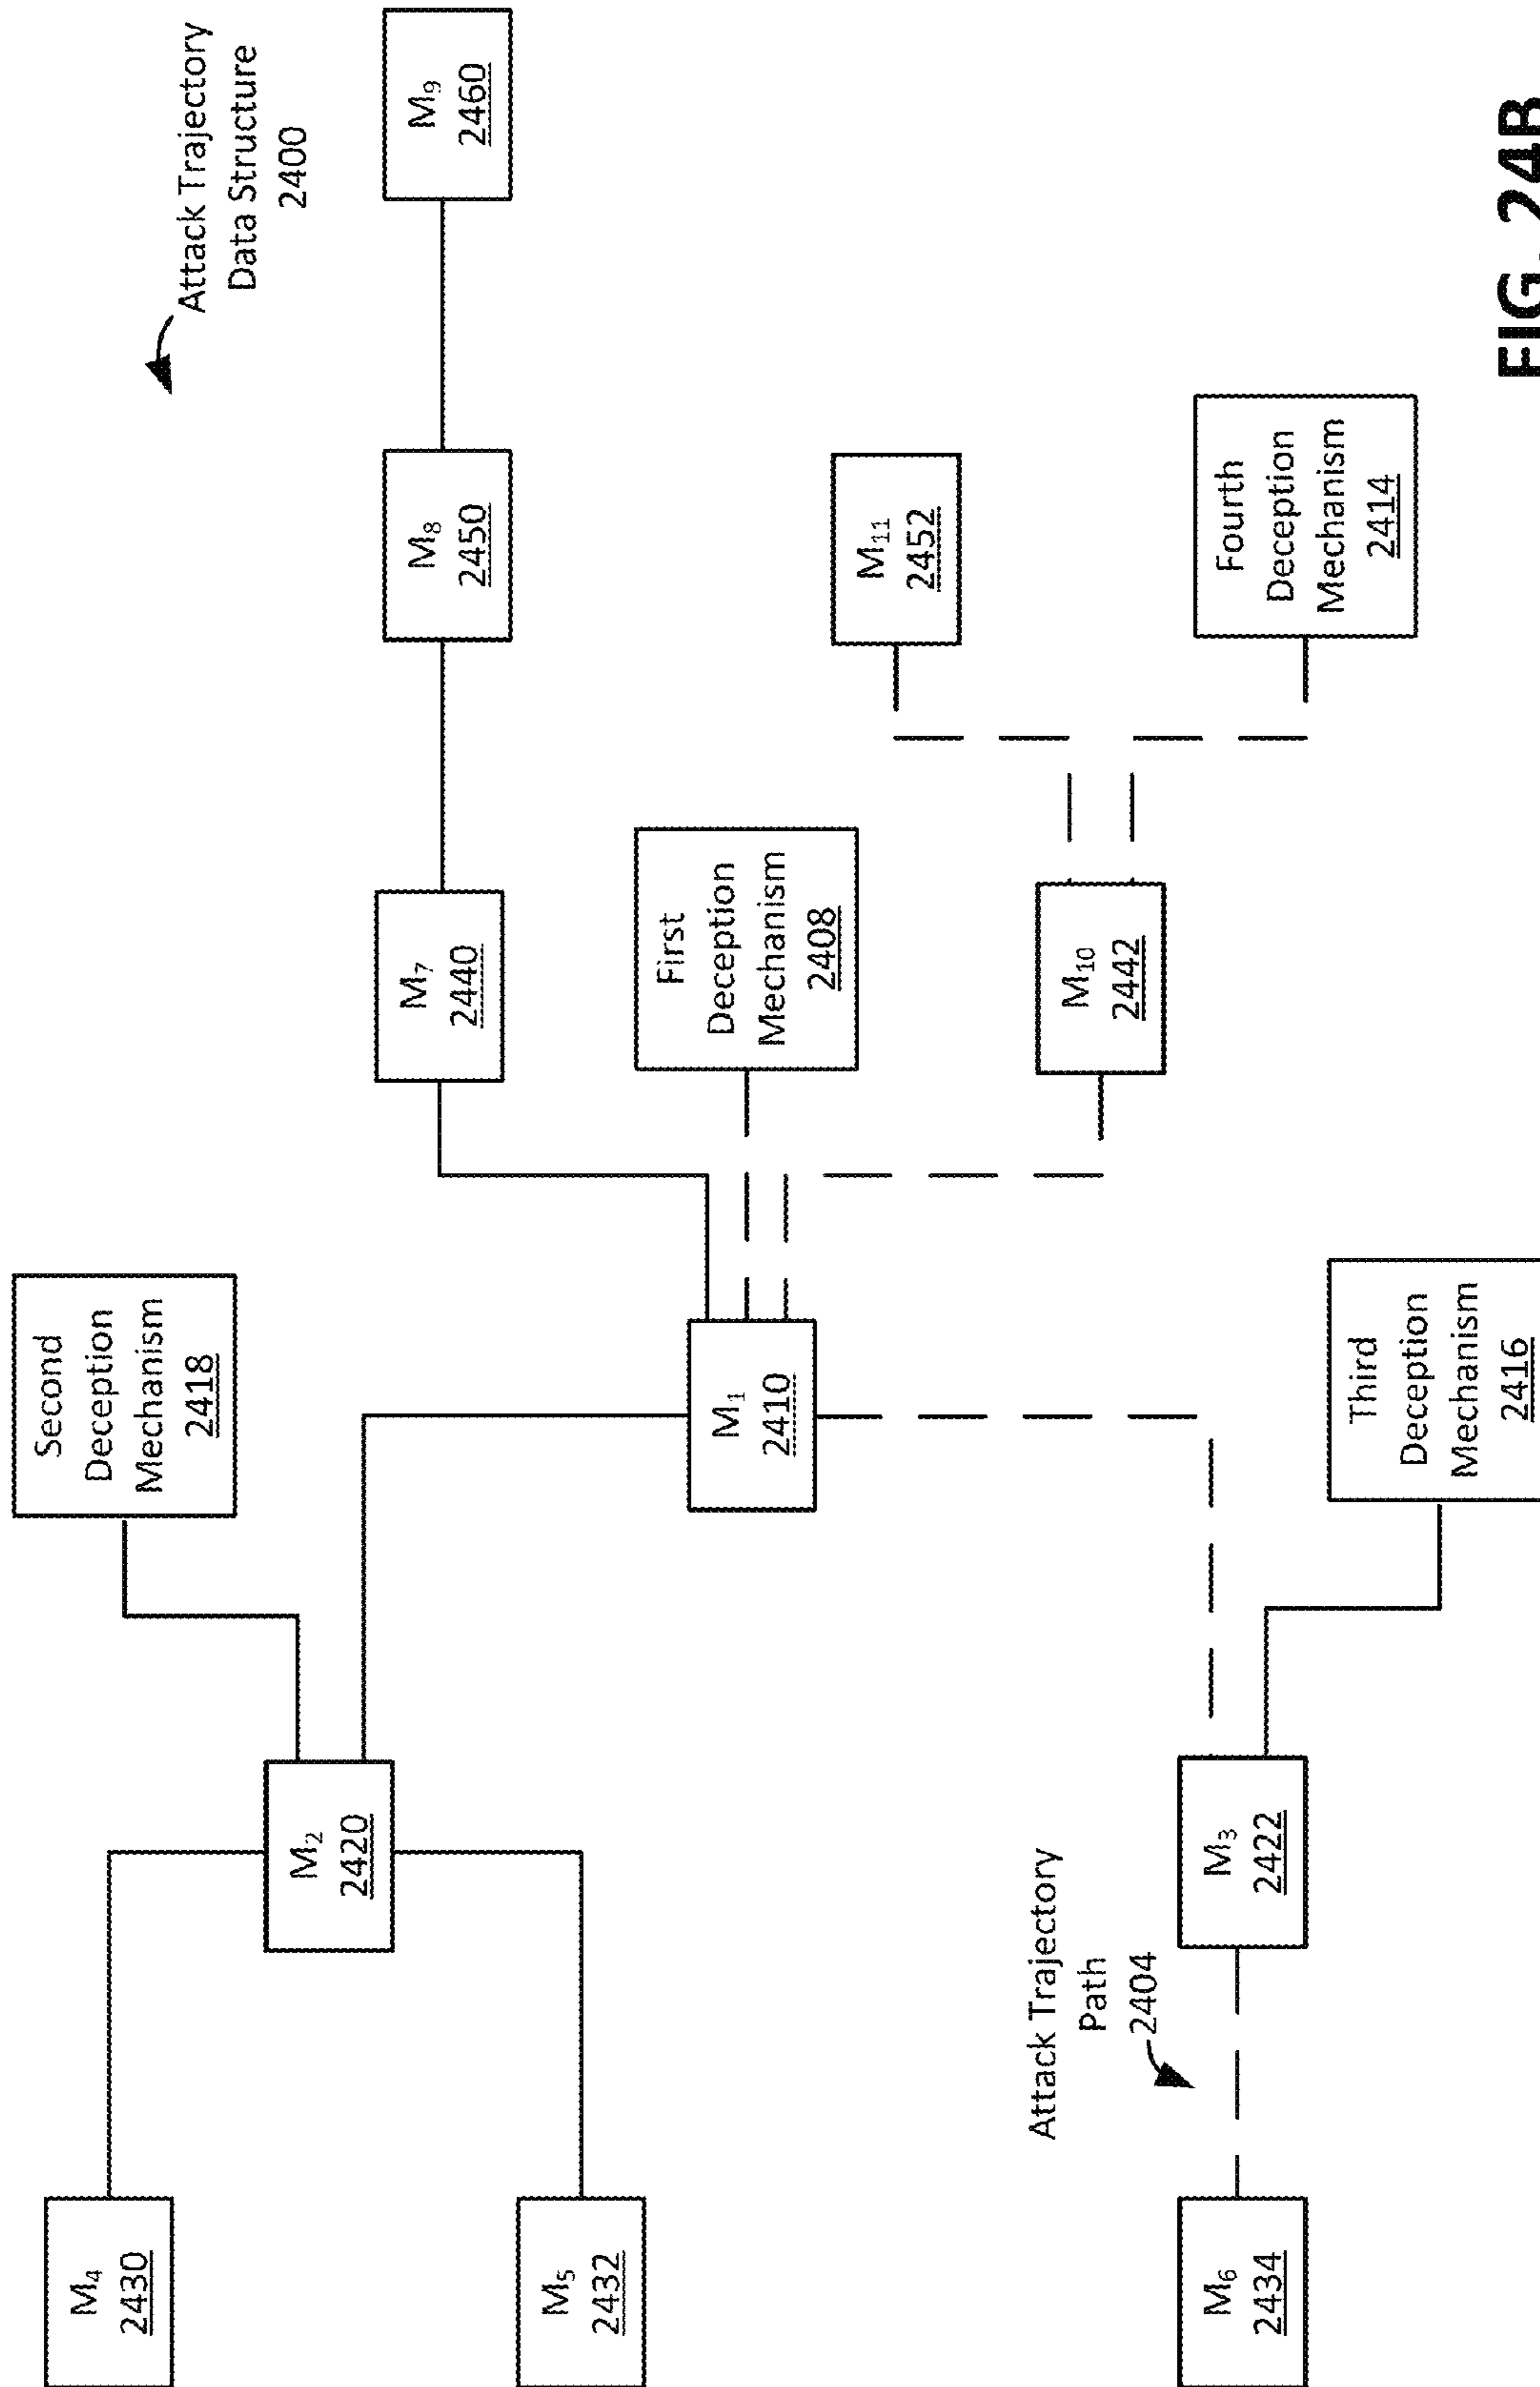 Attack Trajectory
Data Structure
2400
M₄
2430
M₂
2420
Second
Deception
Mechanism
2418
M₇
2440
M₈
2450
M₉
2460
M₅
2432
M₁
2410
First
Deception
Mechanism
2408
M₁₁
2452
Attack Trajectory
Path
2404
M₆
2434
M₃
2422
M₁₀
2442
Third
Deception
Mechanism
2416
Fourth
Deception
Mechanism
2414
FIG. 24B